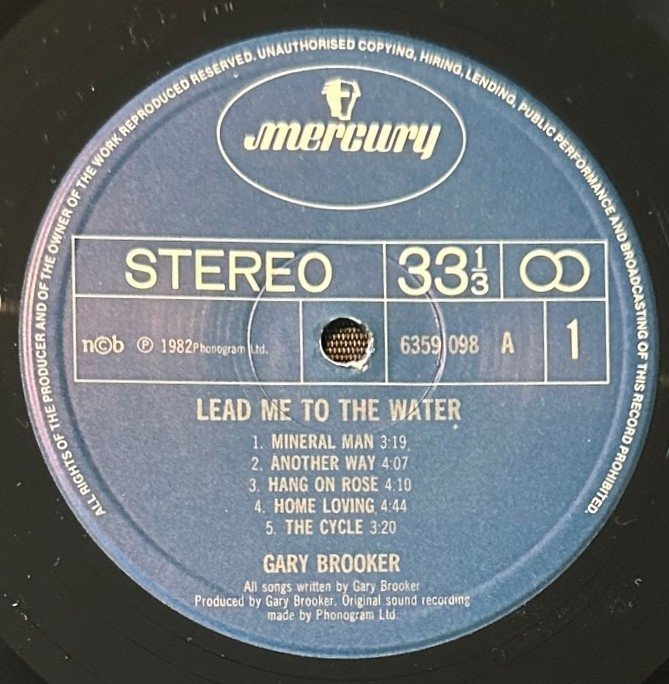 ALL RIGHTS OF THE PRODUCER AND OF THE OWNER OF THE WORK REPRODUCED RESERVED. UNAUTHORISED COPYING, HIRING, LENDING, PUBLIC PERFORMANCE AND BROADCASTING OF THIS RECORD PROHIBITED.
mercury
STEREO 33⅓
n©b ℗ 1982 Phonogram Ltd. 6359 098 A 1
LEAD ME TO THE WATER
1. MINERAL MAN 3:19
2. ANOTHER WAY 4:07
3. HANG ON ROSE 4:10
4. HOME LOVING 4:44
5. THE CYCLE 3:20
GARY BROOKER
All songs written by Gary Brooker
Produced by Gary Brooker. Original sound recording
made by Phonogram Ltd.